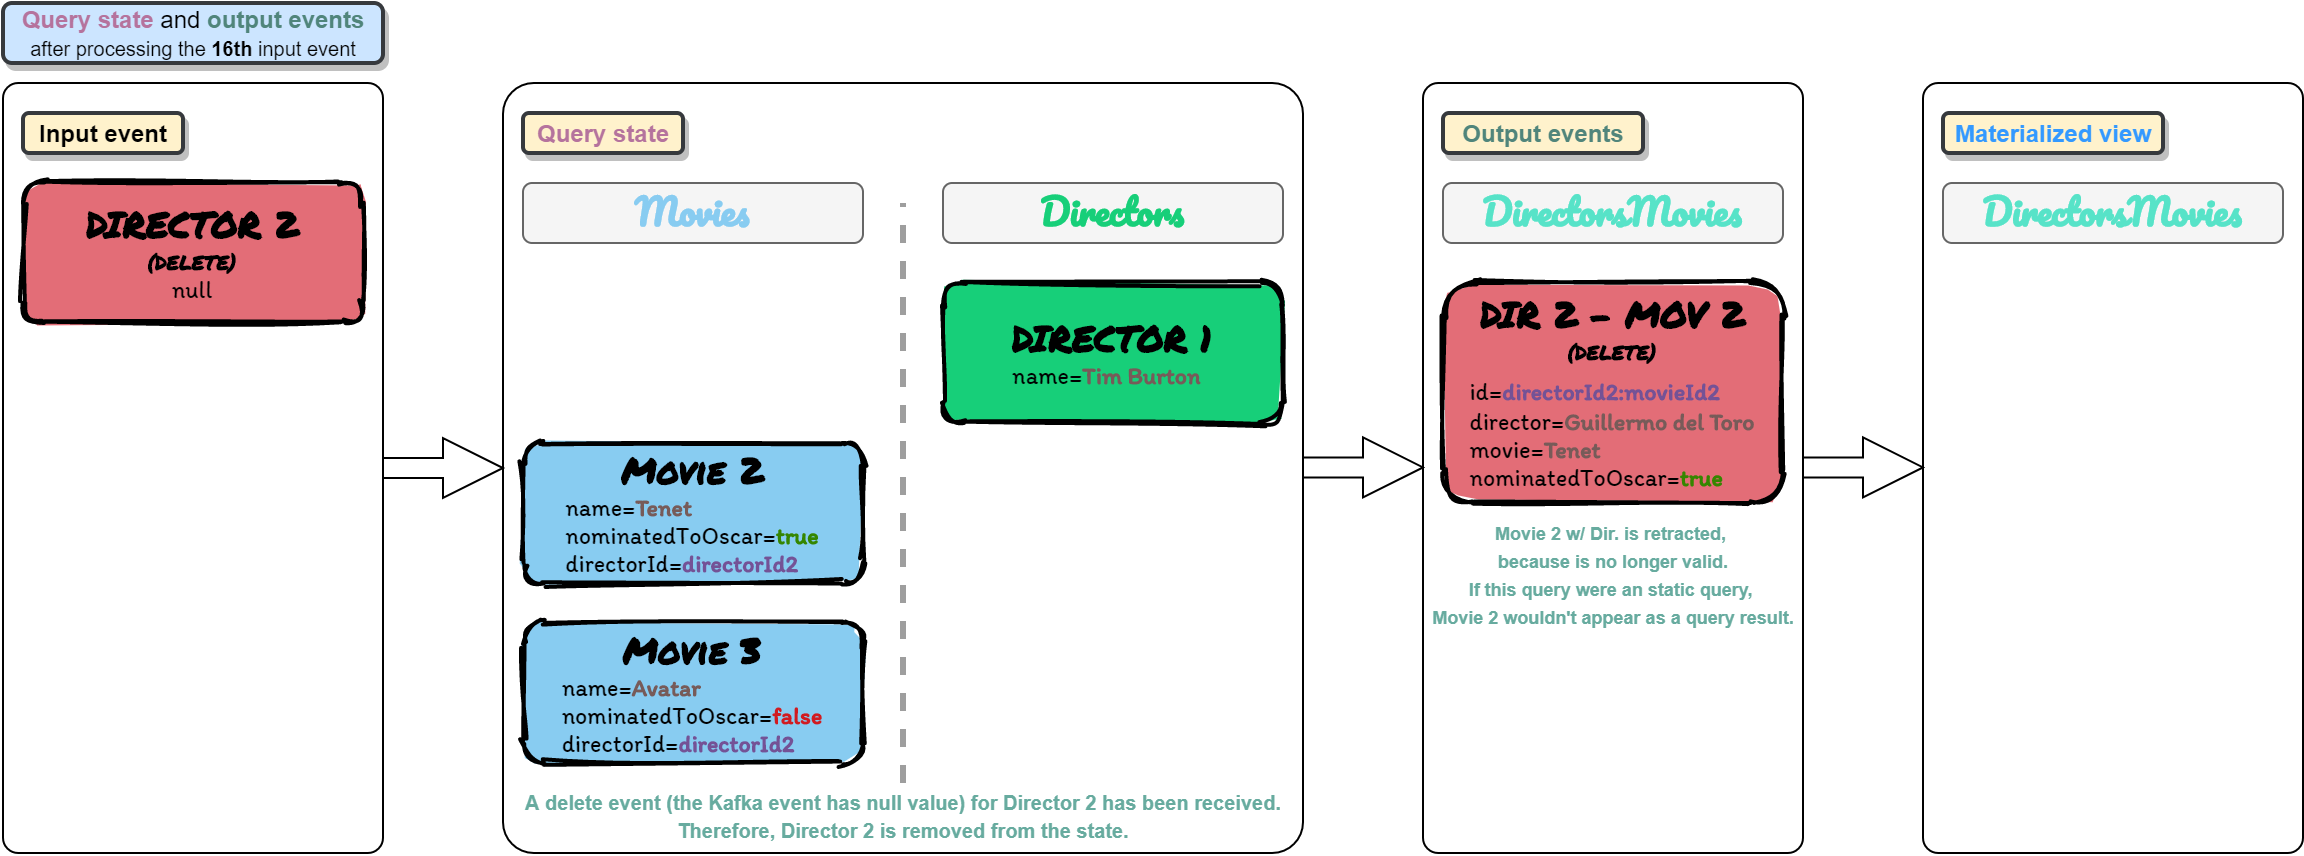 Query state and output events
after processing the 16th input event
Input event
DIRECTOR 2
(DELETE)
null
Query state
Movies
Directors
DIRECTOR 1
name=Tim Burton
MOVIE 2
name=Tenet
nominatedToOscar=true
directorId=directorId2
MOVIE 3
name=Avatar
nominatedToOscar=false
directorId=directorId2
A delete event (the Kafka event has null value) for Director 2 has been received.
Therefore, Director 2 is removed from the state.
Output events
DirectorsMovies
DIR 2 - MOV 2
(DELETE)
id=directorId2:movieId2
director=Guillermo del Toro
movie=Tenet
nominatedToOscar=true
Movie 2 w/ Dir. is retracted,
because is no longer valid.
If this query were an static query,
Movie 2 wouldn't appear as a query result.
Materialized view
DirectorsMovies